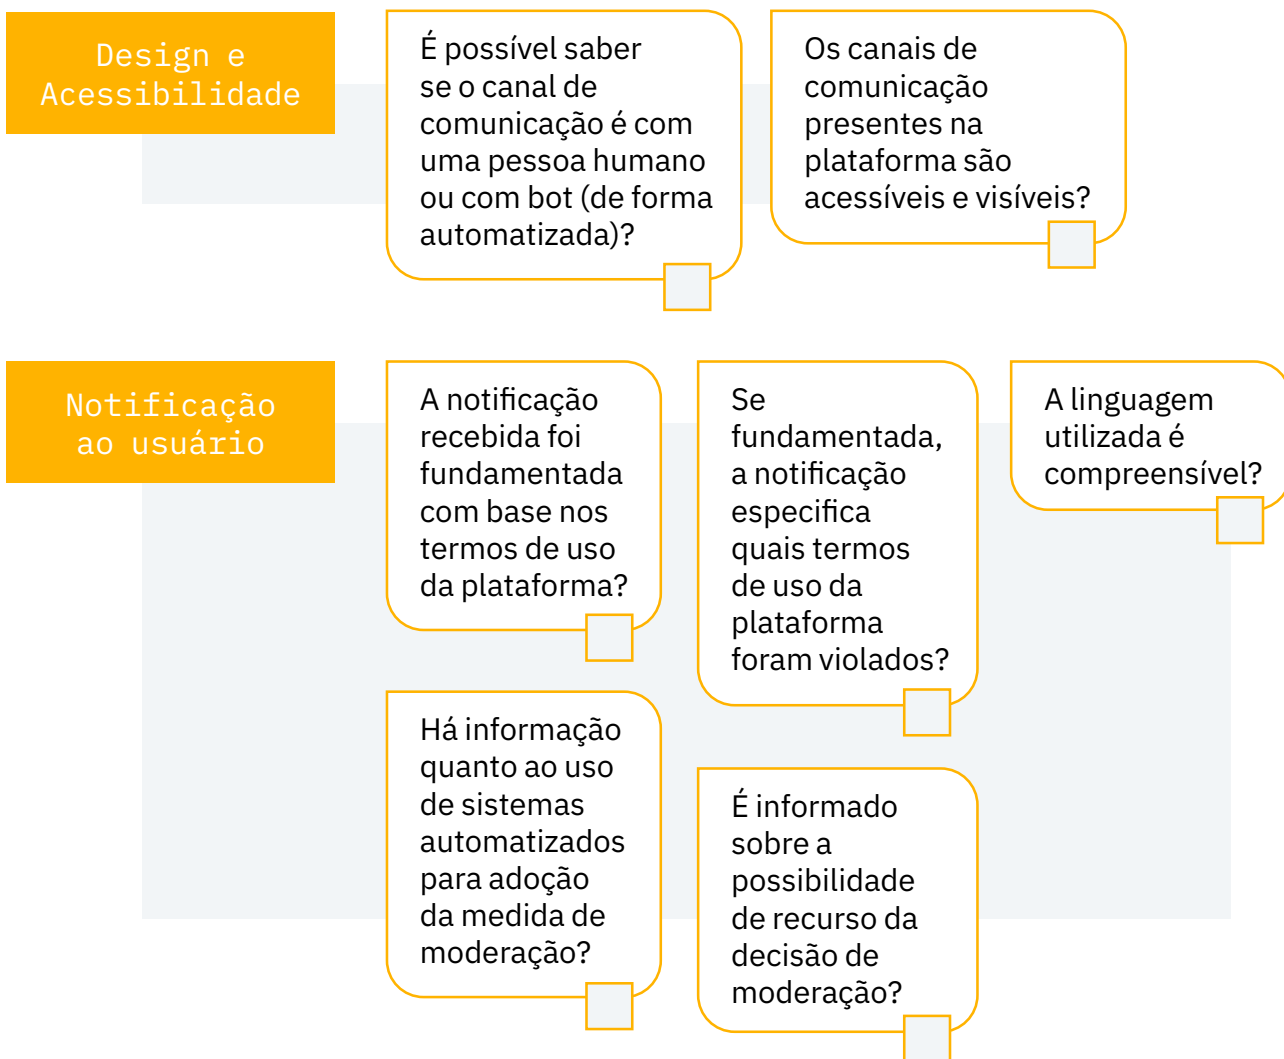 Design e
Acessibilidade
É possível saber
se o canal de
comunicação é com
uma pessoa humano
ou com bot (de forma
automatizada)?
Os canais de
comunicação
presentes na
plataforma são
acessíveis e visíveis?
Notificação
ao usuário
A notificação
recebida foi
fundamentada
com base nos
termos de uso
da plataforma?
Se
fundamentada,
a notificação
especifica
quais termos
de uso da
plataforma
foram violados?
A linguagem
utilizada é
compreensível?
Há informação
quanto ao uso
de sistemas
automatizados
para adoção
da medida de
moderação?
É informado
sobre a
possibilidade
de recurso da
decisão de
moderação?